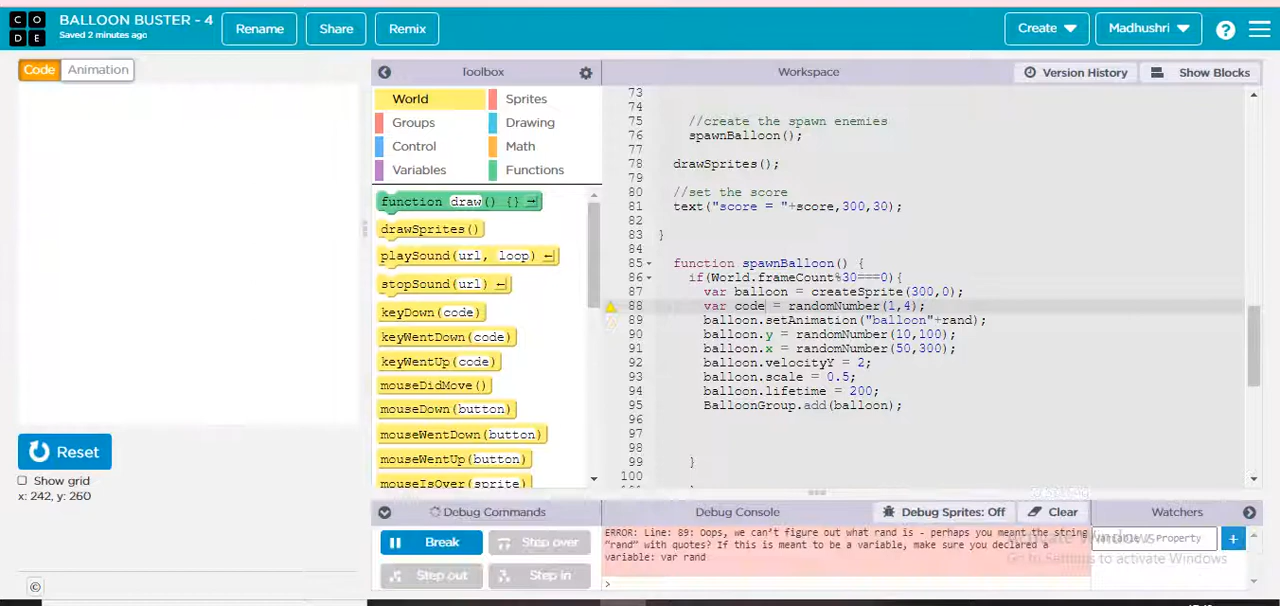 CO
DE
BALLOON BUSTER - 4
Saved 2 minutes ago
Rename
Share
Remix
Create
Madhushri
?
Code
Animation
Toolbox
Workspace
Version History
Show Blocks
World
Sprites
Groups
Drawing
Control
Math
Variables
Functions
function draw() {}
drawSprites()
playSound(url, loop)
stopSound(url)
keyDown(code)
keyWentDown(code)
keyWentUp(code)
mouseDidMove()
mouseDown(button)
mouseWentDown(button)
mouseWentUp(button)
mouseIsOver(sprite)
73
74
75 //create the spawn enemies
76 spawnBalloon();
77
78 drawSprites();
79
80 //set the score
81 text("score = "+score,300,30);
82
83 }
84
85 function spawnBalloon() {
86 if(World.frameCount%30===0){
87 var balloon = createSprite(300,0);
88 var code = randomNumber(1,4);
89 balloon.setAnimation("balloon"+rand);
90 balloon.y = randomNumber(10,100);
91 balloon.x = randomNumber(50,300);
92 balloon.velocityY = 2;
93 balloon.scale = 0.5;
94 balloon.lifetime = 200;
95 BalloonGroup.add(balloon);
96
97
98
99 }
100
Reset
Show grid
x: 242, y: 260
Debug Commands
Debug Console
Debug Sprites: Off
Clear
Watchers
Break
Step over
Step out
Step in
ERROR: Line: 89: Oops, we can't figure out what rand is - perhaps you meant the string
"rand" with quotes? If this is meant to be a variable, make sure you declared a
variable: var rand
>
Variable / Property
+
Activate Windows
Go to Settings to activate Windows
©